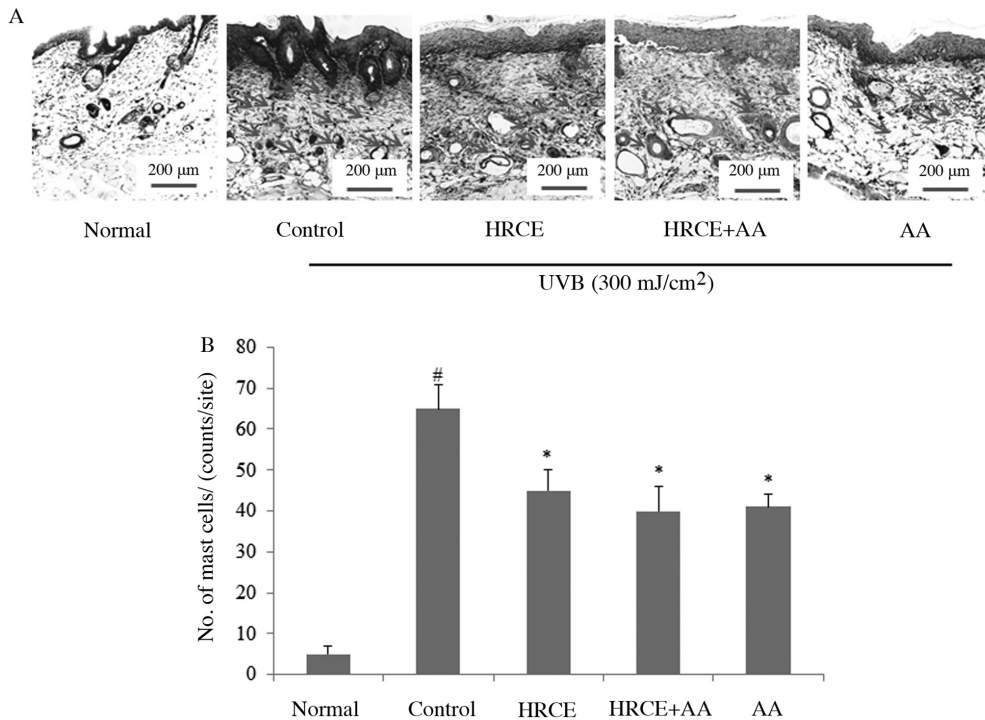 A
200 μm
200 μm
200 μm
200 μm
200 μm
Normal
Control
HRCE
HRCE+AA
AA
UVB (300 mJ/cm²)
B
No. of mast cells/ (counts/site)
80
70
60
50
40
30
20
10
0
#
*
*
*
Normal
Control
HRCE
HRCE+AA
AA